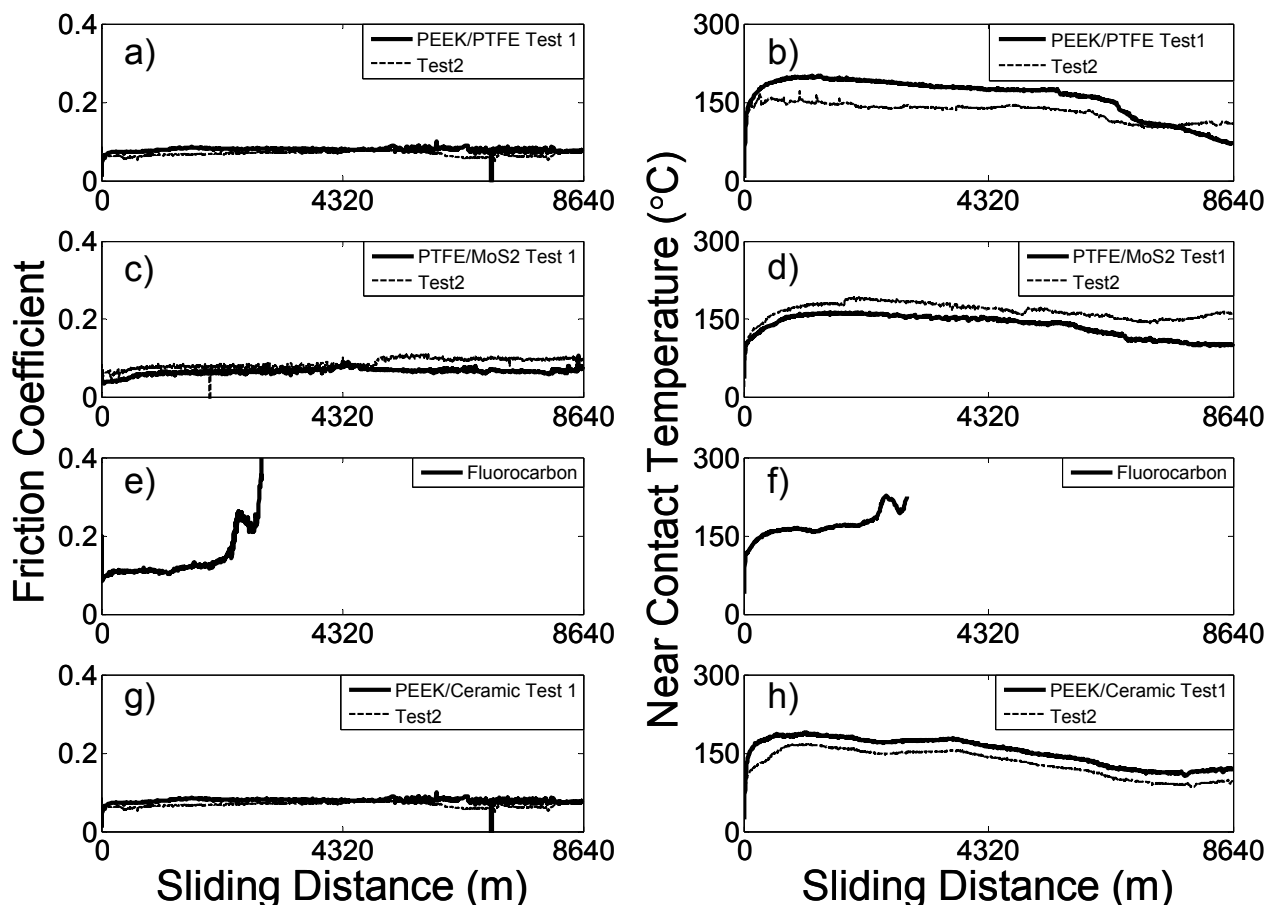 Friction Coefficient
Near Contact Temperature (°C)
a)
PEEK/PTFE Test 1
Test2
0.4
0.2
0
0
4320
8640
b)
PEEK/PTFE Test1
Test2
300
150
0
0
4320
8640
c)
PTFE/MoS2 Test 1
Test2
0.4
0.2
0
0
4320
8640
d)
PTFE/MoS2 Test1
Test2
300
150
0
0
4320
8640
e)
Fluorocarbon
0.4
0.2
0
0
4320
8640
f)
Fluorocarbon
300
150
0
0
4320
8640
g)
PEEK/Ceramic Test 1
Test2
0.4
0.2
0
0
4320
8640
h)
PEEK/Ceramic Test1
Test2
300
150
0
0
4320
8640
Sliding Distance (m)
Sliding Distance (m)